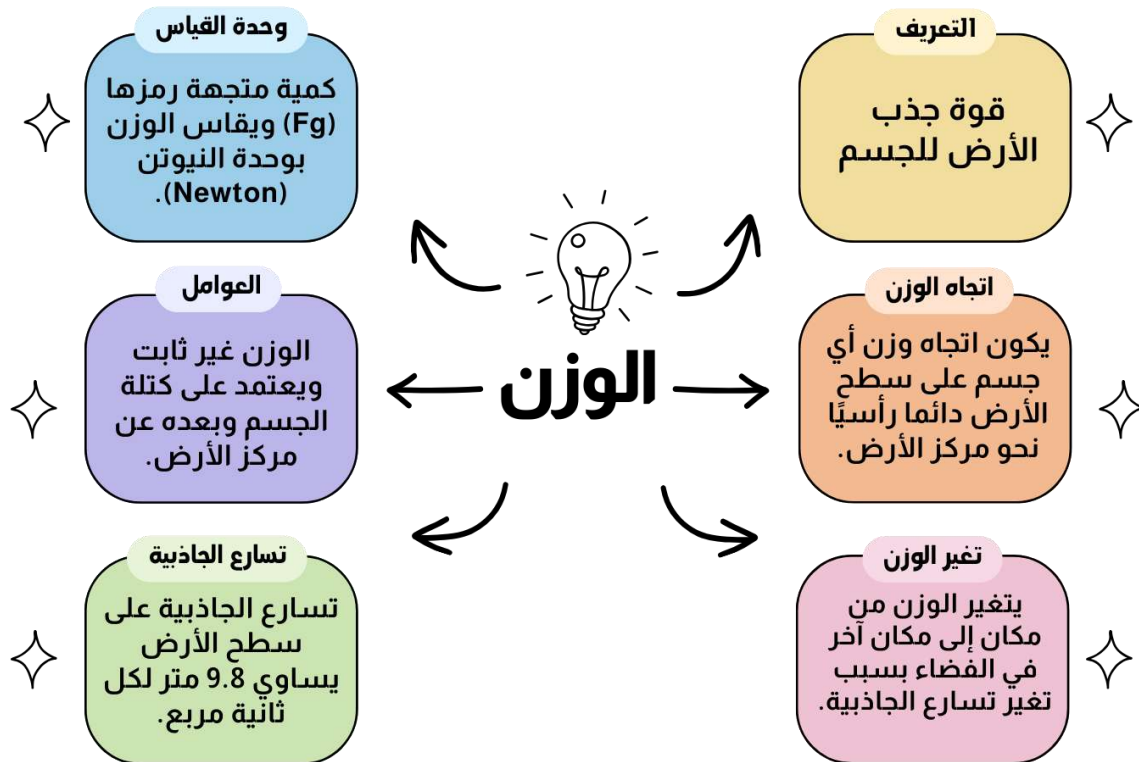 التعريف
قوة جذب
الأرض للجسم
وحدة القياس
كمية متجهة رمزها
(Fg) ويقاس الوزن
بوحدة النيوتن
(Newton).
الوزن
اتجاه الوزن
يكون اتجاه وزن أي
جسم على سطح
الأرض دائما رأسيًا
نحو مركز الأرض.
العوامل
الوزن غير ثابت
ويعتمد على كتلة
الجسم وبعده عن
مركز الأرض.
تغير الوزن
يتغير الوزن من
مكان إلى مكان آخر
في الفضاء بسبب
تغير تسارع الجاذبية.
تسارع الجاذبية
تسارع الجاذبية على
سطح الأرض
يساوي 9.8 متر لكل
ثانية مربع.